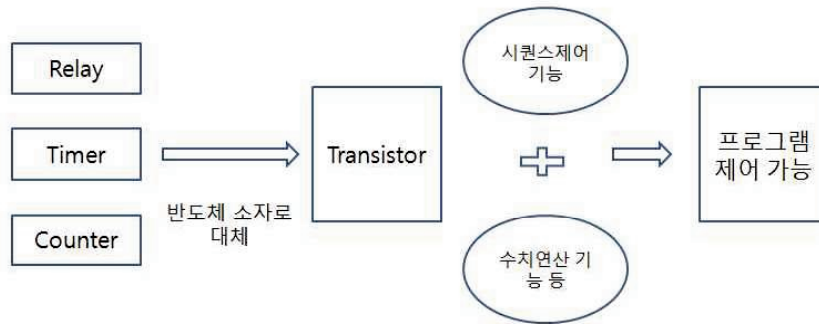 Relay
Timer
Counter
반도체 소자로
대체
Transistor
시퀀스제어
기능
수치연산 기
능 등
프로그램
제어 가능